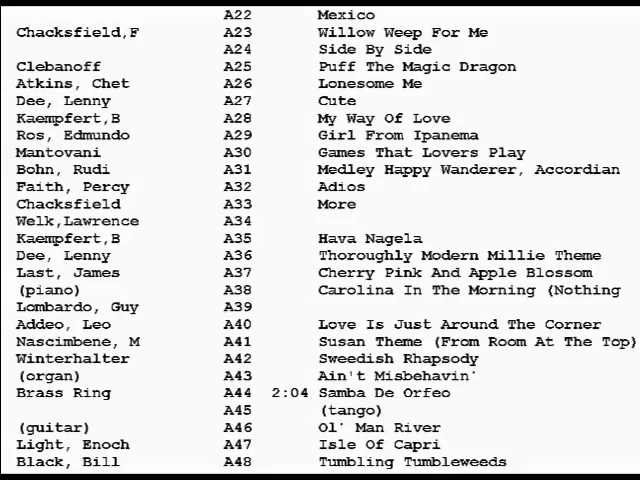 A22 Mexico
Chacksfield,F A23 Willow Weep For Me
A24 Side By Side
Clebanoff A25 Puff The Magic Dragon
Atkins, Chet A26 Lonesome Me
Dee, Lenny A27 Cute
Kaempfert,B A28 My Way Of Love
Ros, Edmundo A29 Girl From Ipanema
Mantovani A30 Games That Lovers Play
Bohn, Rudi A31 Medley Happy Wanderer, Accordian
Faith, Percy A32 Adios
Chacksfield A33 More
Welk,Lawrence A34
Kaempfert,B A35 Hava Nagela
Dee, Lenny A36 Thoroughly Modern Millie Theme
Last, James A37 Cherry Pink And Apple Blossom
(piano) A38 Carolina In The Morning (Nothing
Lombardo, Guy A39
Addeo, Leo A40 Love Is Just Around The Corner
Nascimbene, M A41 Susan Theme (From Room At The Top)
Winterhalter A42 Swedish Rhapsody
(organ) A43 Ain't Misbehavin'
Brass Ring A44 2:04 Samba De Orfeo
A45 (tango)
(guitar) A46 Ol' Man River
Light, Enoch A47 Isle Of Capri
Black, Bill A48 Tumbling Tumbleweeds